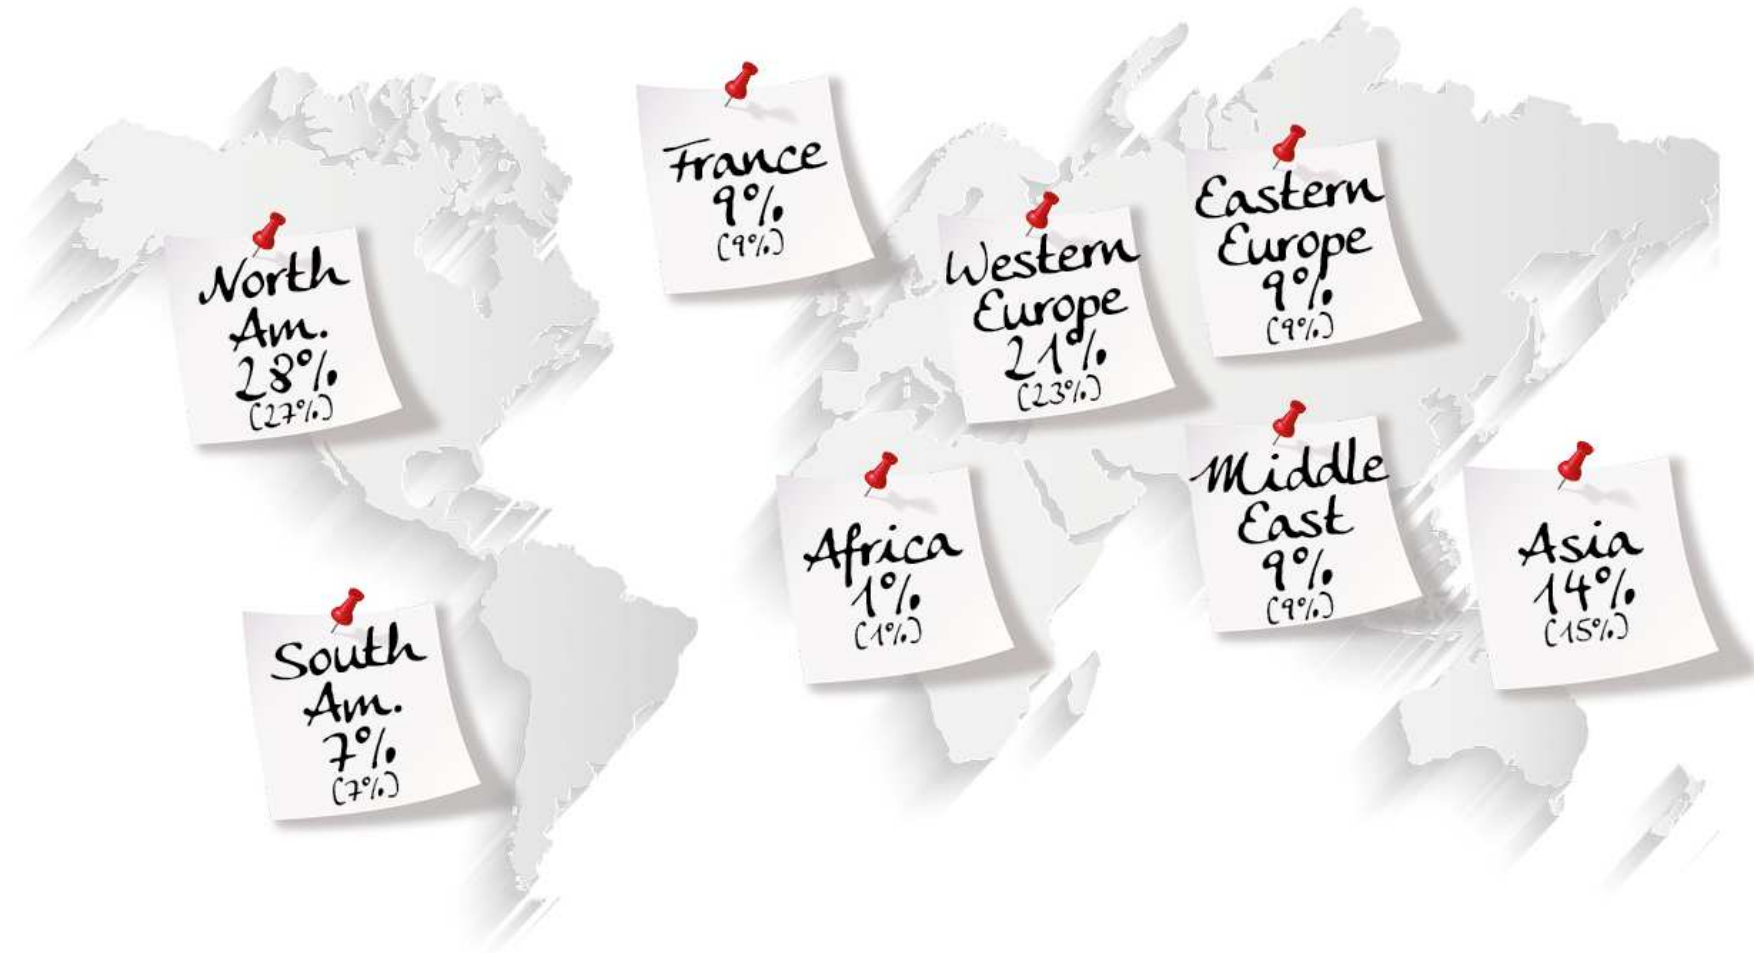 France
9%
(9%)
Eastern
Europe
9%
(9%)
North
Am.
28%
(27%)
Western
Europe
21%
(23%)
Middle
East
9%
(9%)
Africa
1%
(1%)
Asia
14%
(15%)
South
Am.
7%
(7%)